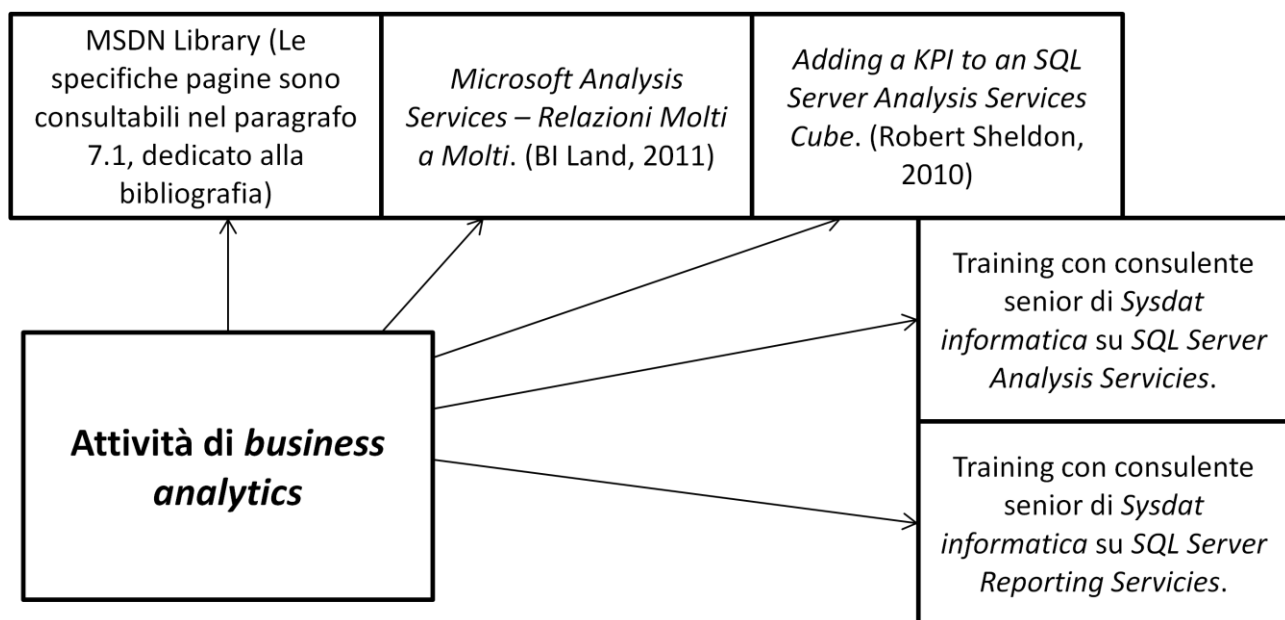 MSDN Library (Le
specifiche pagine sono
consultabili nel paragrafo
7.1, dedicato alla
bibliografia)
Microsoft Analysis
Services – Relazioni Molti
a Molti. (BI Land, 2011)
Adding a KPI to an SQL
Server Analysis Services
Cube. (Robert Sheldon,
2010)
Training con consulente
senior di Sysdat
informatica su SQL Server
Analysis Servicies.
Attività di business
analytics
Training con consulente
senior di Sysdat
informatica su SQL Server
Reporting Servicies.